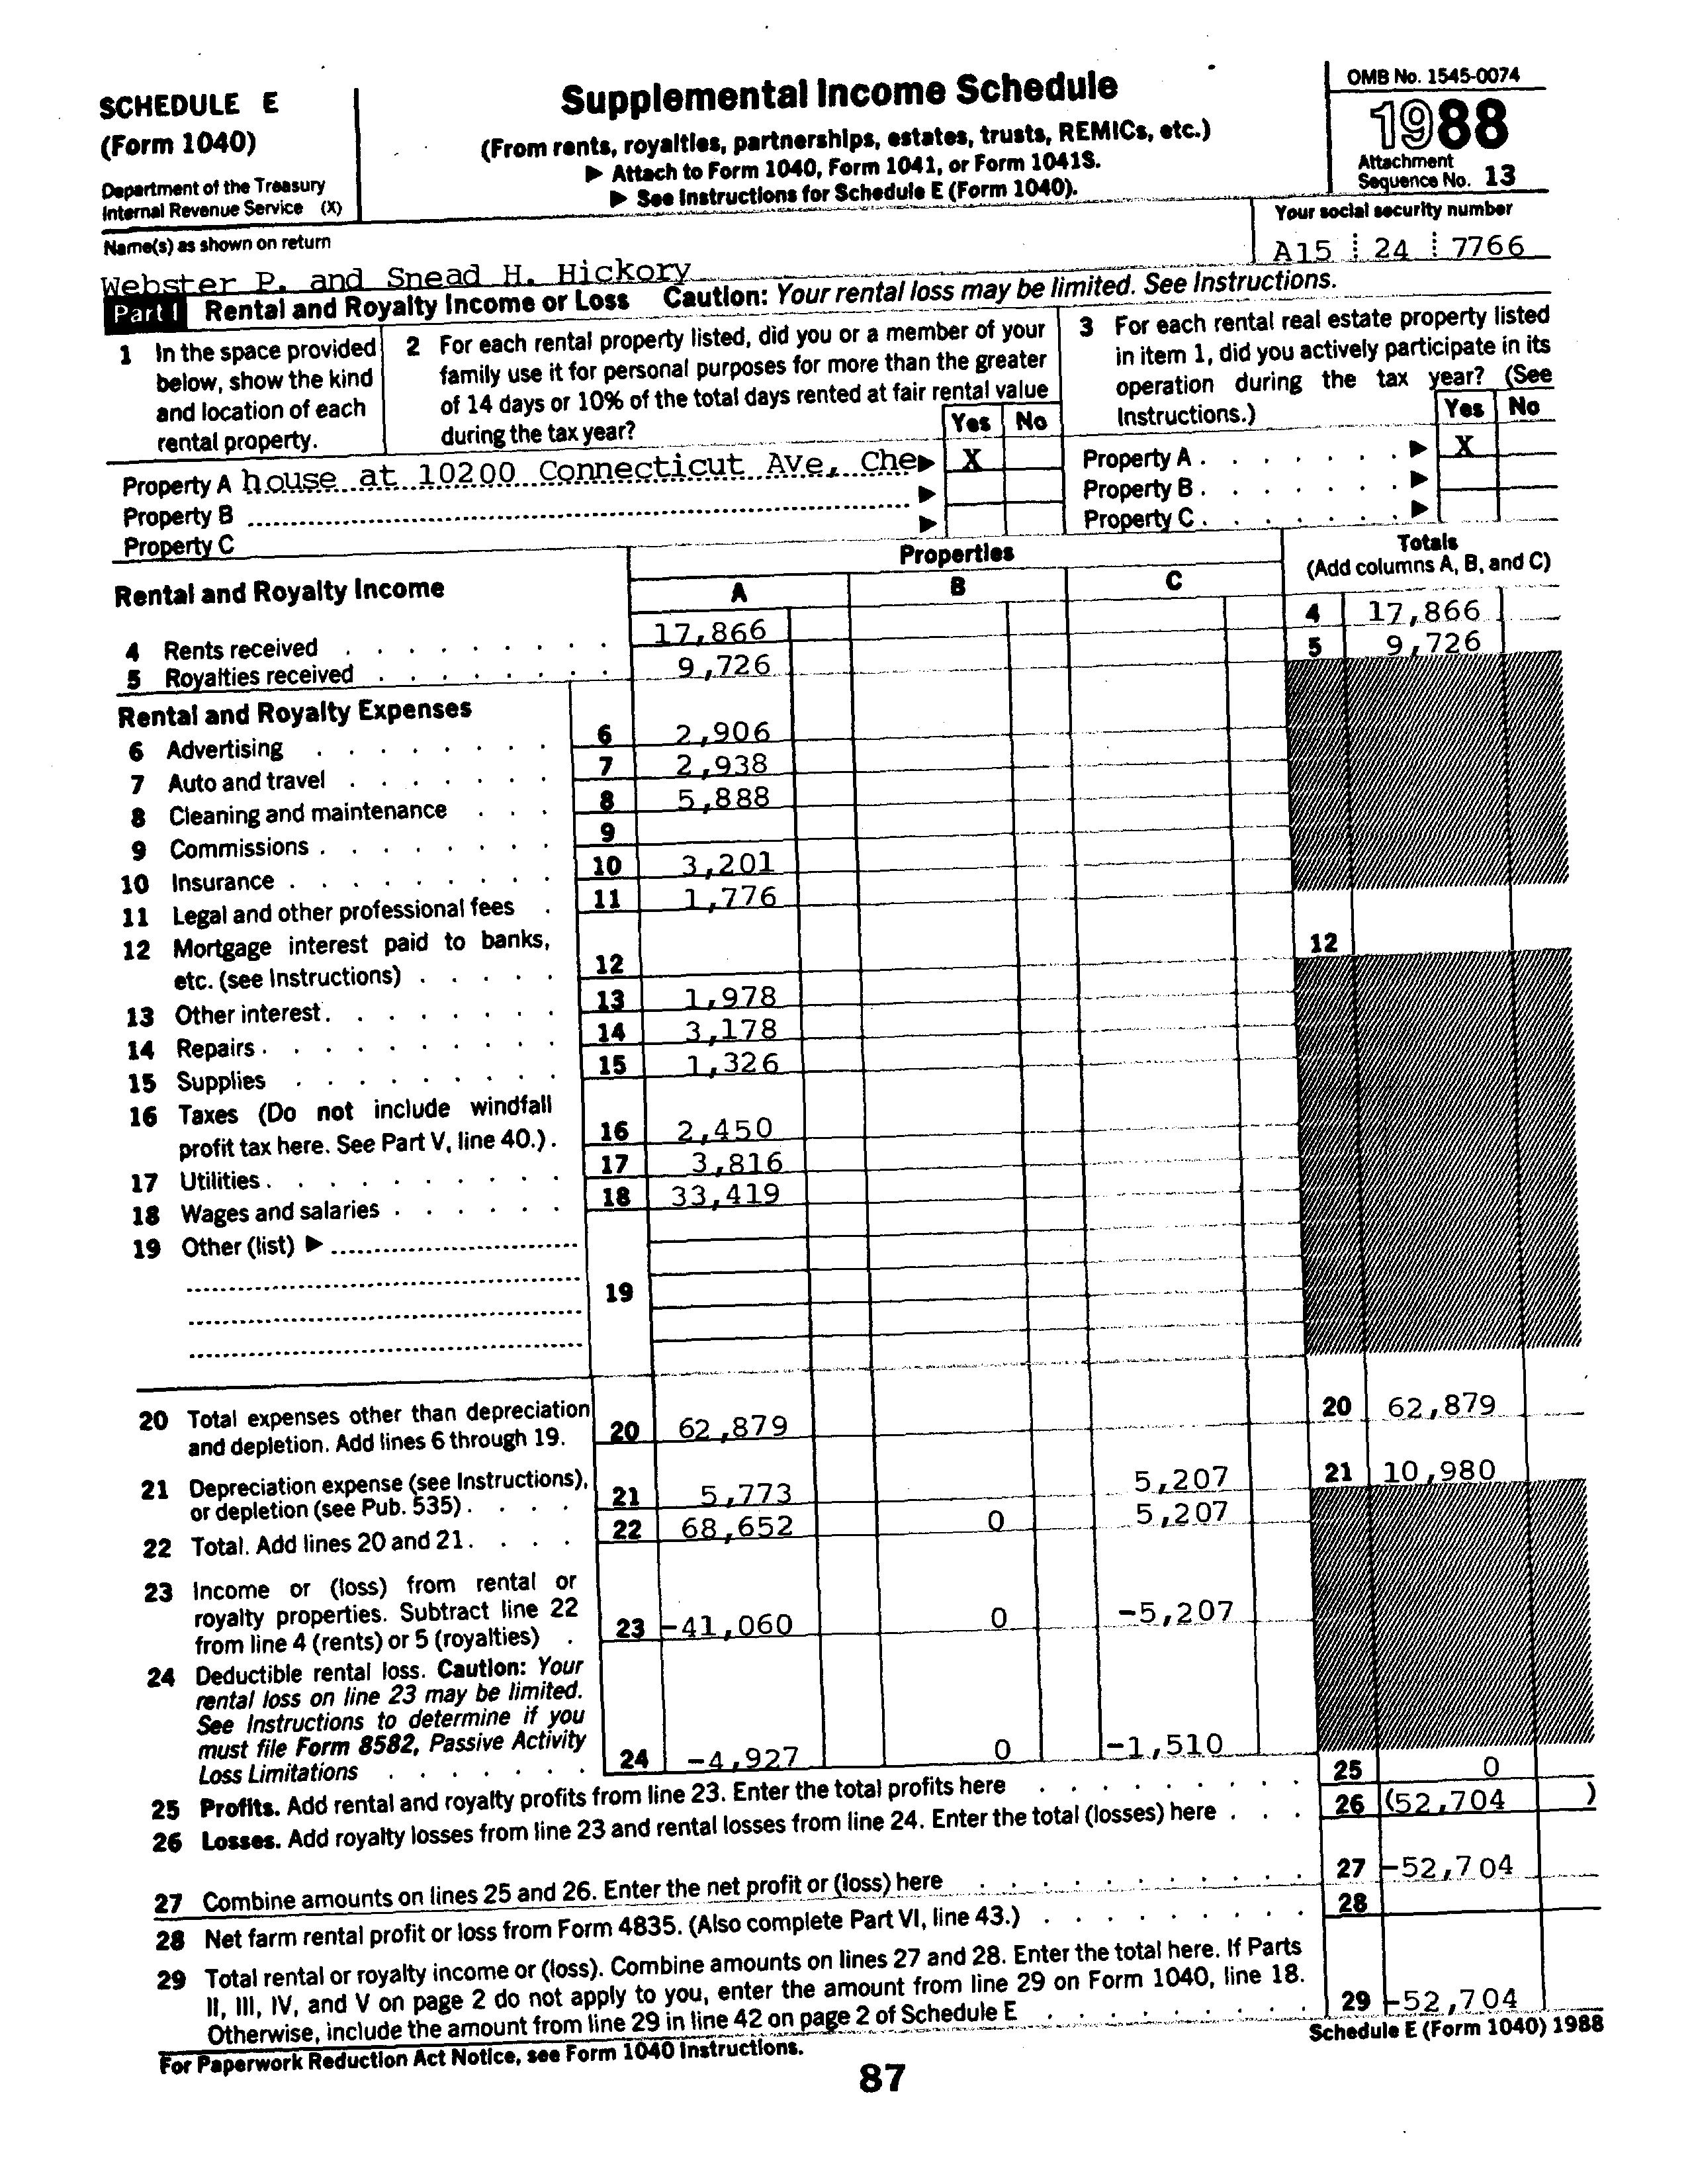 SCHEDULE E
(Form 1040)
Department of the Treasury
Internal Revenue Service (X)
Supplemental Income Schedule
(From rents, royalties, partnerships, estates, trusts, REMICs, etc.)
▶ Attach to Form 1040, Form 1041, or Form 1041S.
▶ See Instructions for Schedule E (Form 1040).
OMB No. 1545-0074
1988
Attachment
Sequence No. 13
Name(s) as shown on return
Your social security number
Webster P. and Snead H. Hickory
A15 24 7766
Part I Rental and Royalty Income or Loss Caution: Your rental loss may be limited. See Instructions.
1 In the space provided
below, show the kind
and location of each
rental property.
2 For each rental property listed, did you or a member of your
family use it for personal purposes for more than the greater
of 14 days or 10% of the total days rented at fair rental value
during the tax year?
Yes No
3 For each rental real estate property listed
in item 1, did you actively participate in its
operation during the tax year? (See
Instructions.)
Yes No
Property A house at 10200 Connecticut AVe, Che▶ X
Property B ▶
Property C ▶
Property A . . . . . . . ▶ X
Property B . . . . . . . ▶
Property C . . . . . . . ▶
Rental and Royalty Income
Properties
A B C
Totals
(Add columns A, B, and C)
4 Rents received . . . . . . . . . 17,866 4 17,866
5 Royalties received . . . . . . . . 9,726 5 9,726
Rental and Royalty Expenses
6 Advertising . . . . . . . . 6 2,906
7 Auto and travel . . . . . . . 7 2,938
8 Cleaning and maintenance . . . 8 5,888
9 Commissions . . . . . . . . 9
10 Insurance . . . . . . . . . 10 3,201
11 Legal and other professional fees . 11 1,776
12 Mortgage interest paid to banks,
etc. (see Instructions) . . . . . 12 12
13 Other interest . . . . . . . . 13 1,978
14 Repairs . . . . . . . . . . 14 3,178
15 Supplies . . . . . . . . . 15 1,326
16 Taxes (Do not include windfall
profit tax here. See Part V, line 40.) . 16 2,450
17 Utilities . . . . . . . . . . 17 3,816
18 Wages and salaries . . . . . . 18 33,419
19 Other (list) ▶
19
20 Total expenses other than depreciation
and depletion. Add lines 6 through 19. 20 62,879 20 62,879
21 Depreciation expense (see Instructions),
or depletion (see Pub. 535) . . . . 21 5,773 5,207 21 10,980
22 Total. Add lines 20 and 21. . . . . 22 68,652 0 5,207
23 Income or (loss) from rental or
royalty properties. Subtract line 22
from line 4 (rents) or 5 (royalties) . 23 -41,060 0 -5,207
24 Deductible rental loss. Caution: Your
rental loss on line 23 may be limited.
See Instructions to determine if you
must file Form 8582, Passive Activity
Loss Limitations . . . . . . . 24 -4,927 0 -1,510
25 Profits. Add rental and royalty profits from line 23. Enter the total profits here . . . . . . . . . 25 0
26 Losses. Add royalty losses from line 23 and rental losses from line 24. Enter the total (losses) here . . . 26 (52,704 )
27 Combine amounts on lines 25 and 26. Enter the net profit or (loss) here . . . . . . . . . . 27 -52,704
28 Net farm rental profit or loss from Form 4835. (Also complete Part VI, line 43.) . . . . . . . . 28
29 Total rental or royalty income or (loss). Combine amounts on lines 27 and 28. Enter the total here. If Parts
II, III, IV, and V on page 2 do not apply to you, enter the amount from line 29 on Form 1040, line 18.
Otherwise, include the amount from line 29 in line 42 on page 2 of Schedule E . . . . . . . . 29 -52,704
For Paperwork Reduction Act Notice, see Form 1040 Instructions.
Schedule E (Form 1040) 1988
87